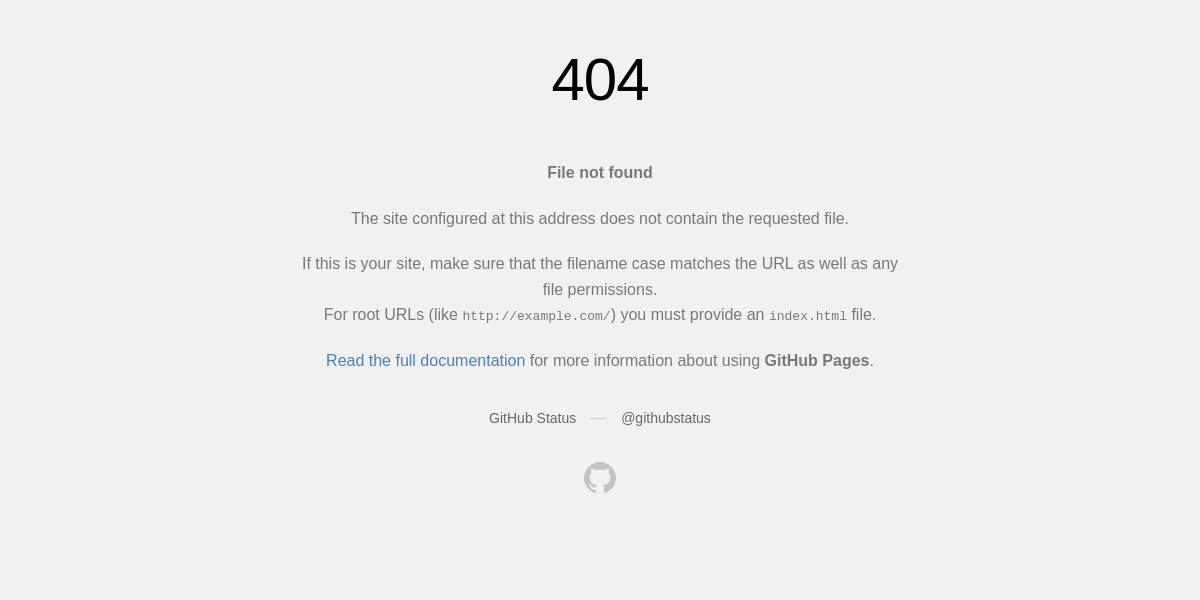 404
File not found
The site configured at this address does not contain the requested file.
If this is your site, make sure that the filename case matches the URL as well as any
file permissions.
For root URLs (like http://example.com/) you must provide an index.html file.
Read the full documentation for more information about using GitHub Pages.
GitHub Status — @githubstatus